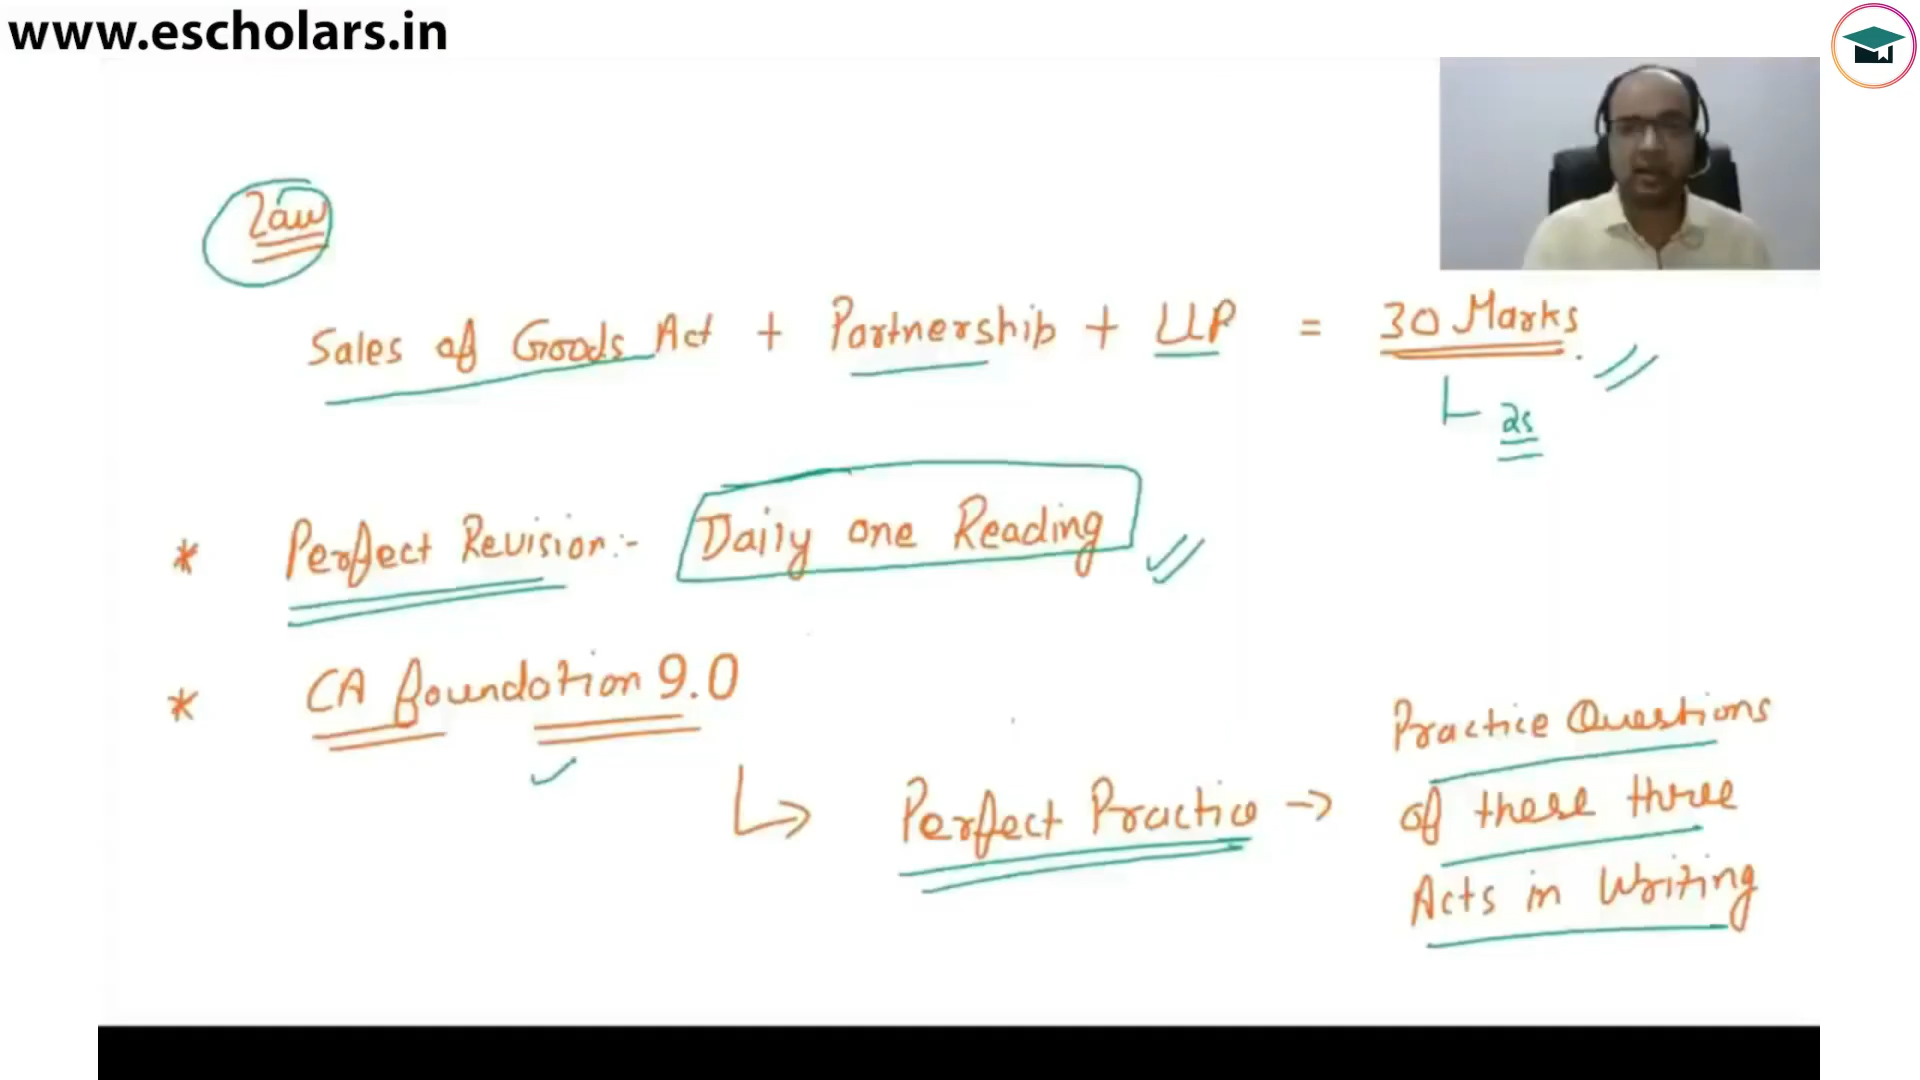 www.escholars.in
Law
Sales of Goods Act + Partnership + LLP = 30 Marks.
25
* Perfect Revision:- Daily one Reading
* CA foundation 9.0
Perfect Practice → Practice Questions
of these three
Acts in Writing